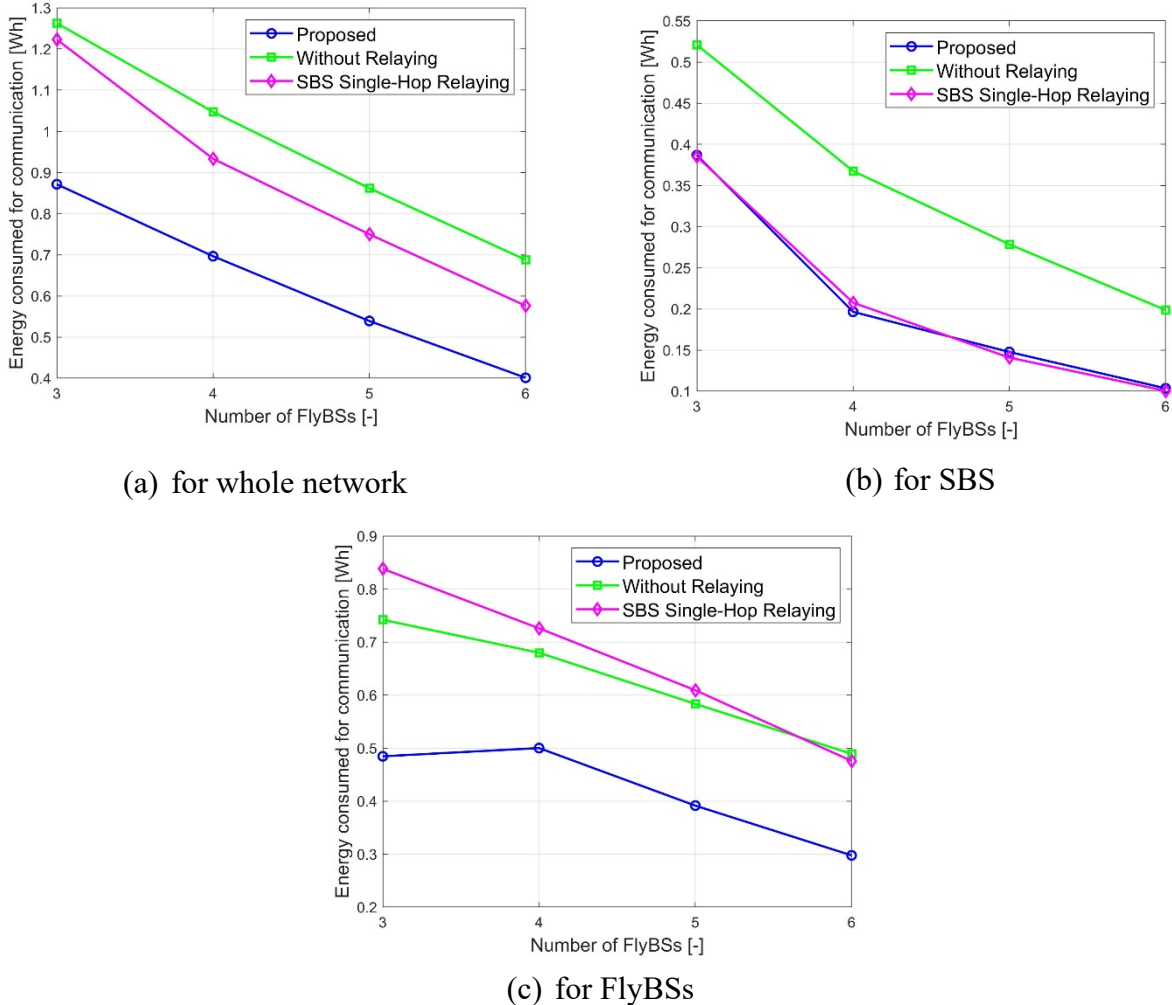 1.3
1.2
1.1
1
0.9
0.8
0.7
0.6
0.5
0.4
Energy consumed for communication [Wh]
Proposed
Without Relaying
SBS Single-Hop Relaying
3
4
5
6
Number of FlyBSs [-]
(a) for whole network
0.55
0.5
0.45
0.4
0.35
0.3
0.25
0.2
0.15
0.1
Energy consumed for communication [Wh]
Proposed
Without Relaying
SBS Single-Hop Relaying
3
4
5
6
Number of FlyBSs [-]
(b) for SBS
0.9
0.8
0.7
0.6
0.5
0.4
0.3
0.2
Energy consumed for communication [Wh]
Proposed
Without Relaying
SBS Single-Hop Relaying
3
4
5
6
Number of FlyBSs [-]
(c) for FlyBSs